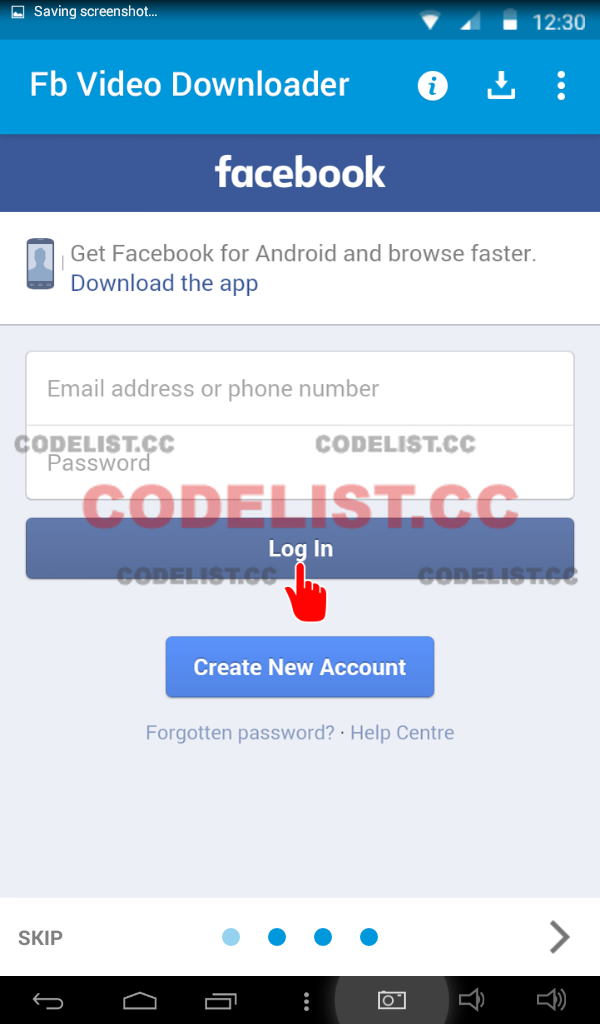 Saving screenshot...
12:30
Fb Video Downloader
facebook
Get Facebook for Android and browse faster.
Download the app
Email address or phone number
CODELIST.CC CODELIST.CC
Password
CODELIST.CC
Log In
CODELIST.CC CODELIST.CC
Create New Account
Forgotten password? · Help Centre
SKIP